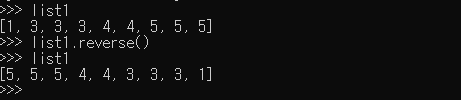 >>> list1
[1, 3, 3, 3, 4, 4, 5, 5, 5]
>>> list1.reverse()
>>> list1
[5, 5, 5, 4, 4, 3, 3, 3, 1]
>>>